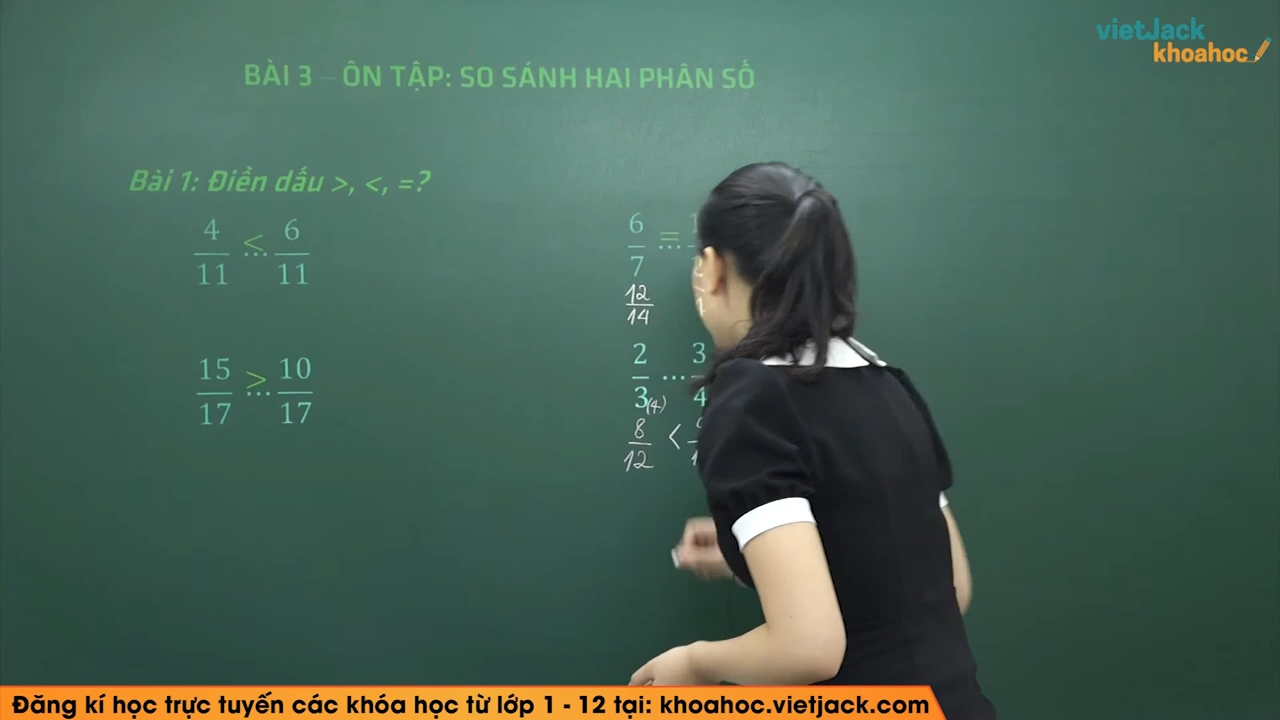 vietJack
khoahoc
BÀI 3 – ÔN TẬP: SO SÁNH HAI PHÂN SỐ
Bài 1: Điền dấu >, <, =?
4/11 < ... 6/11
6/7 = ...
12/14
15/17 > ... 10/17
2/3 ... 3/4
(4)
8/12 <
Đăng kí học trực tuyến các khóa học từ lớp 1 - 12 tại: khoahoc.vietjack.com